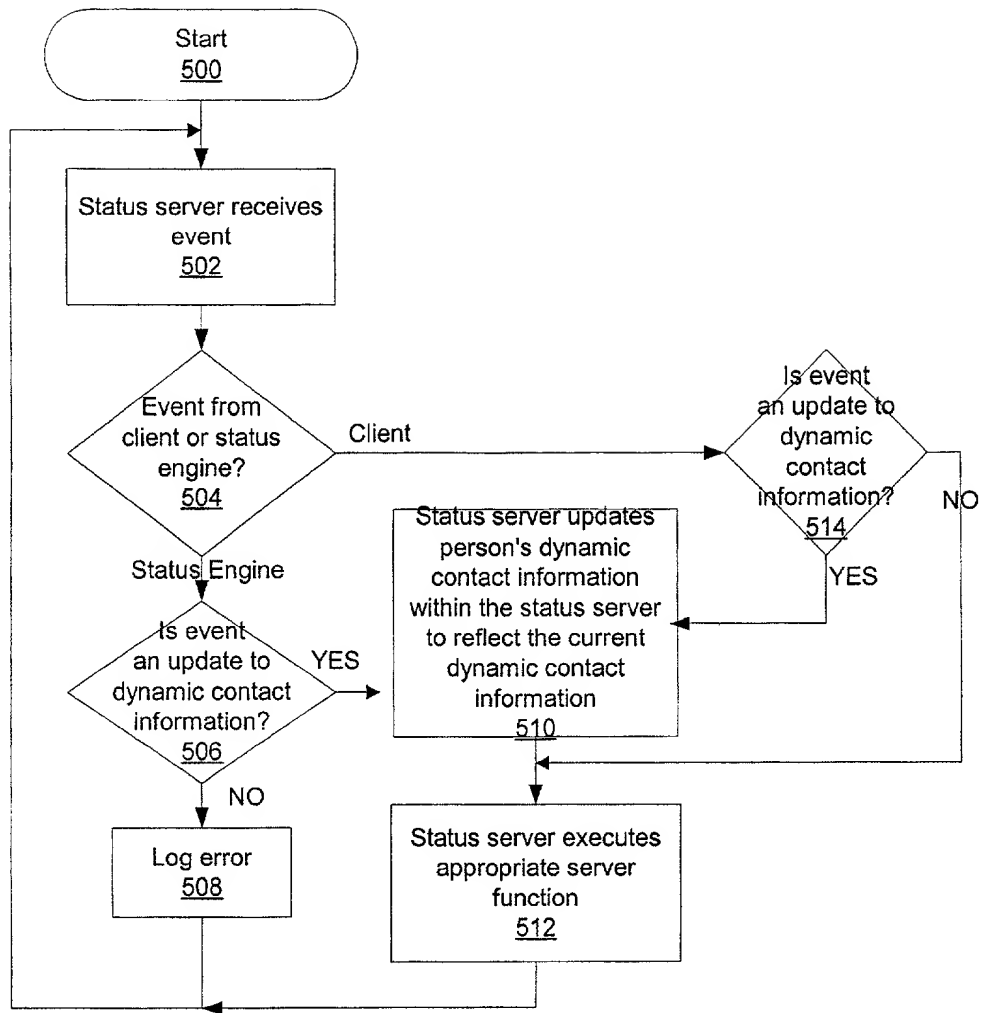 Start
500
Status server receives
event
502
Event from
client or status
engine?
504
Client
Status Engine
Is event
an update to
dynamic
contact
information?
514
NO
YES
Status server updates
person's dynamic
contact information
within the status server
to reflect the current
dynamic contact
information
510
Is event
an update to
dynamic contact
information?
506
YES
NO
Log error
508
Status server executes
appropriate server
function
512